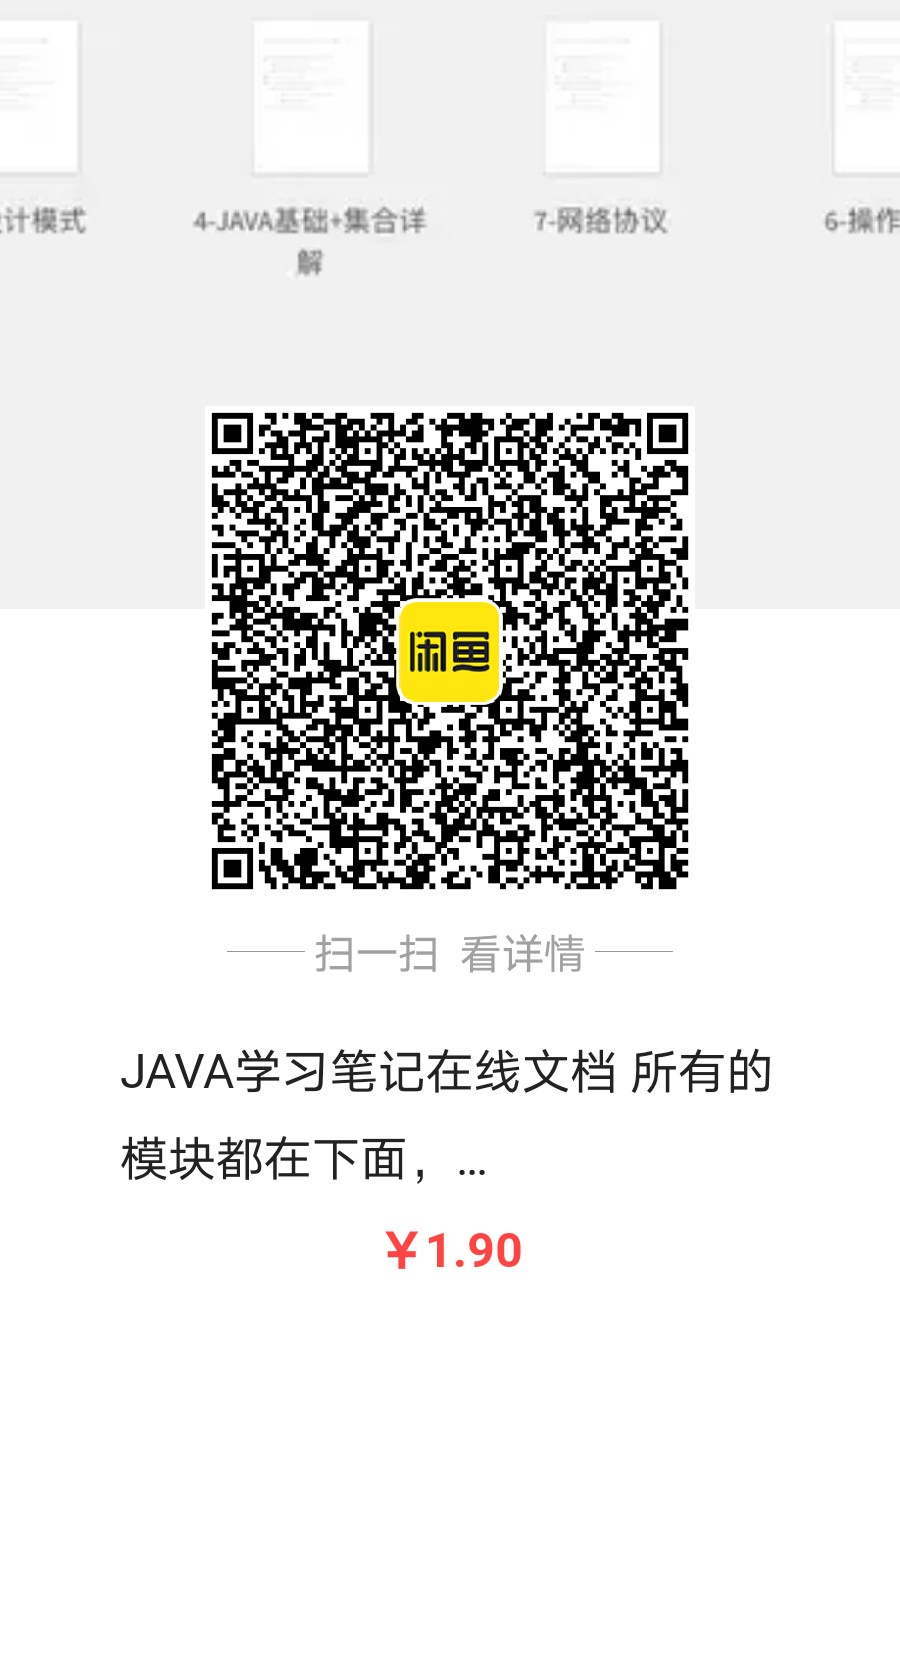 计模式
4-JAVA基础+集合详
解
7-网络协议
6-操作
闲鱼
扫一扫 看详情
JAVA学习笔记在线文档 所有的
模块都在下面，...
￥1.90